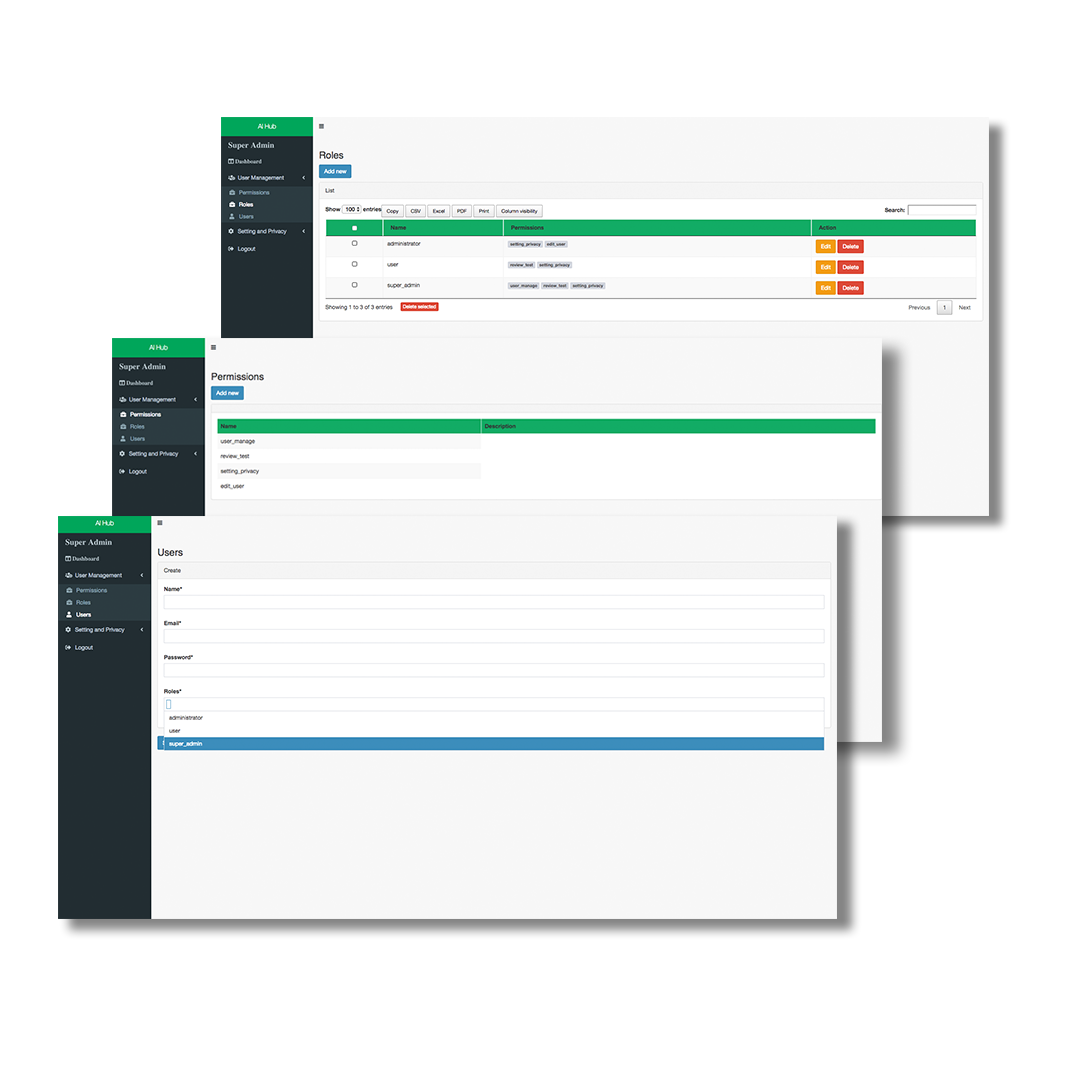 AI Hub
Super Admin
Dashboard
User Management
Permissions
Roles
Users
Setting and Privacy
Logout
Roles
Add new
List
Show 100 entries Copy CSV Excel PDF Print Column visibility Search:
Name Permissions Action
administrator setting_privacy edit_user Edit Delete
user review_test setting_privacy Edit Delete
super_admin user_manage review_test setting_privacy Edit Delete
Showing 1 to 3 of 3 entries Delete selected Previous 1 Next
AI Hub
Super Admin
Dashboard
User Management
Permissions
Roles
Users
Setting and Privacy
Logout
Permissions
Add new
Name Description
user_manage
review_test
setting_privacy
edit_user
AI Hub
Super Admin
Dashboard
User Management
Permissions
Roles
Users
Setting and Privacy
Logout
Users
Create
Name*
Email*
Password*
Roles*
administrator
user
super_admin